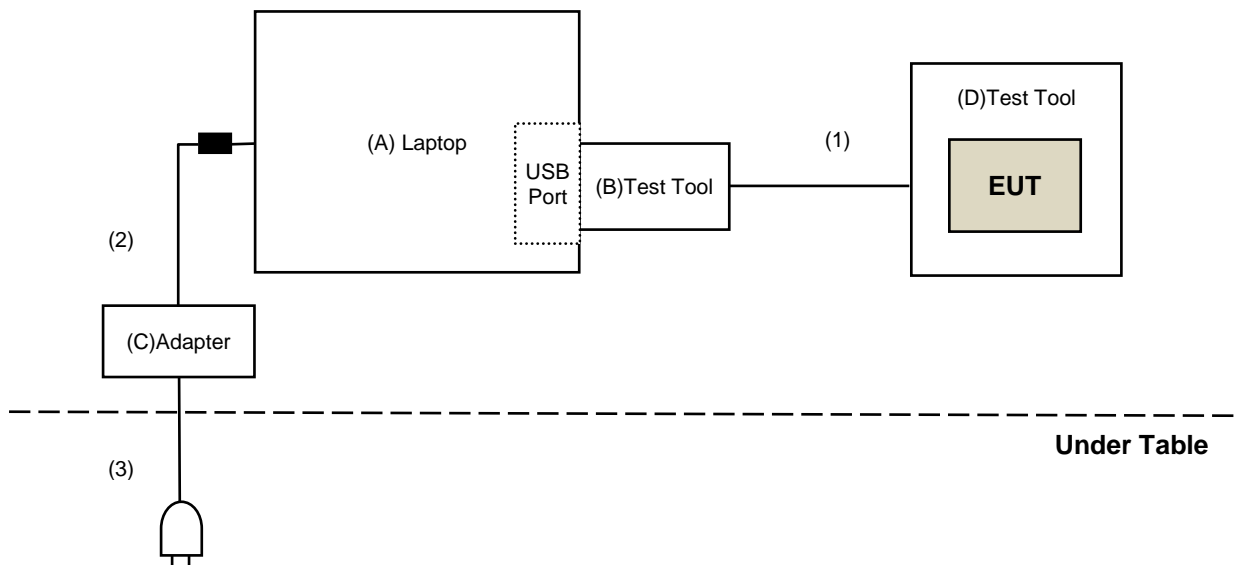 (D)Test Tool
(A) Laptop
(1)
USB
Port
(B)Test Tool
EUT
(2)
(C)Adapter
Under Table
(3)